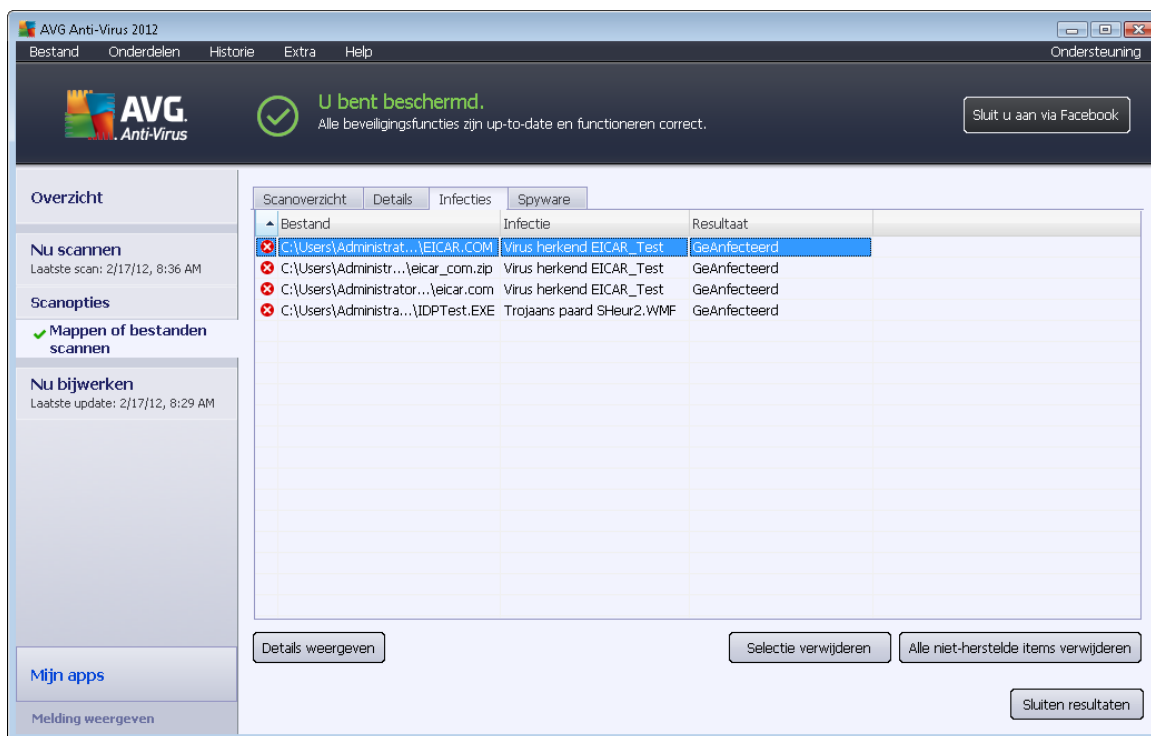 AVG Anti-Virus 2012
Bestand Onderdelen Historie Extra Help Ondersteuning
AVG.
Anti-Virus
U bent beschermd.
Alle beveiligingsfuncties zijn up-to-date en functioneren correct.
Sluit u aan via Facebook
Overzicht
Nu scannen
Laatste scan: 2/17/12, 8:36 AM
Scanopties
Mappen of bestanden
scannen
Nu bijwerken
Laatste update: 2/17/12, 8:29 AM
Mijn apps
Melding weergeven
Scanoverzicht Details Infecties Spyware
Bestand Infectie Resultaat
C:\Users\Administrat...\EICAR.COM Virus herkend EICAR_Test GeAnfecteerd
C:\Users\Administr...\eicar_com.zip Virus herkend EICAR_Test GeAnfecteerd
C:\Users\Administrator...\eicar.com Virus herkend EICAR_Test GeAnfecteerd
C:\Users\Administra...\IDPTest.EXE Trojaans paard SHeur2.WMF GeAnfecteerd
Details weergeven Selectie verwijderen Alle niet-herstelde items verwijderen
Sluiten resultaten